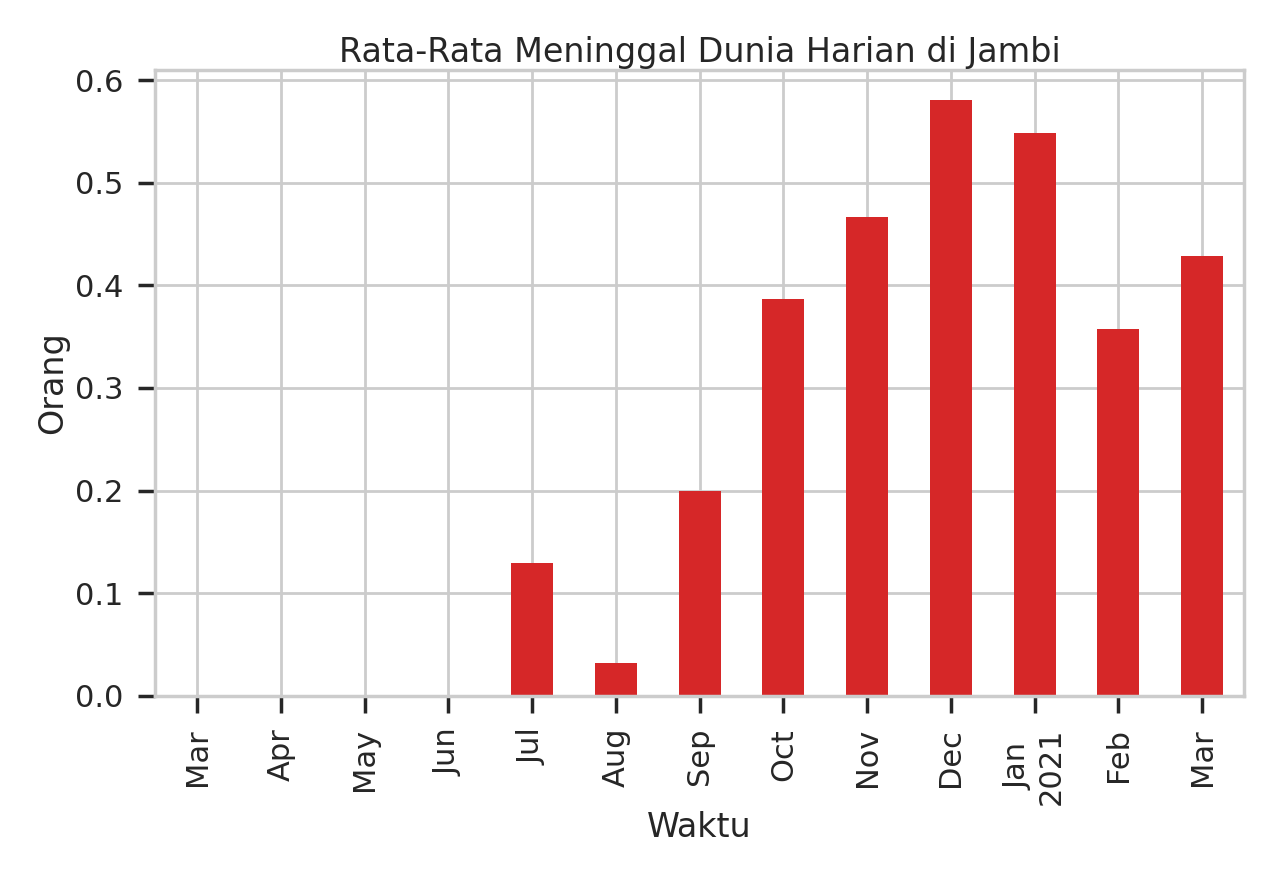 Rata-Rata Meninggal Dunia Harian di Jambi
0.6
0.5
0.4
0.3
0.2
0.1
0.0
Orang
Mar
Apr
May
Jun
Jul
Aug
Sep
Oct
Nov
Dec
Jan
2021
Feb
Mar
Waktu